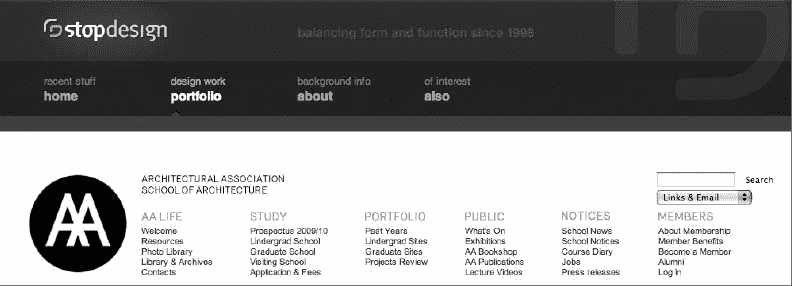 stopdesign
balancing form and function since 1998
recent stuff
home
design work
portfolio
background info
about
of interest
also
ARCHITECTURAL ASSOCIATION
SCHOOL OF ARCHITECTURE
Search
Links & Email
AA
AA LIFE
Welcome
Resources
Photo Library
Library & Archives
Contacts
STUDY
Prospectus 2009/10
Undergrad School
Graduate School
Visiting School
Application & Fees
PORTFOLIO
Past Years
Undergrad Sites
Graduate Sites
Projects Review
PUBLIC
What's On
Exhibitions
AA Bookshop
AA Publications
Lecture Videos
NOTICES
School News
School Notices
Course Diary
Jobs
Press releases
MEMBERS
About Membership
Member Benefits
Become a Member
Alumni
Log in